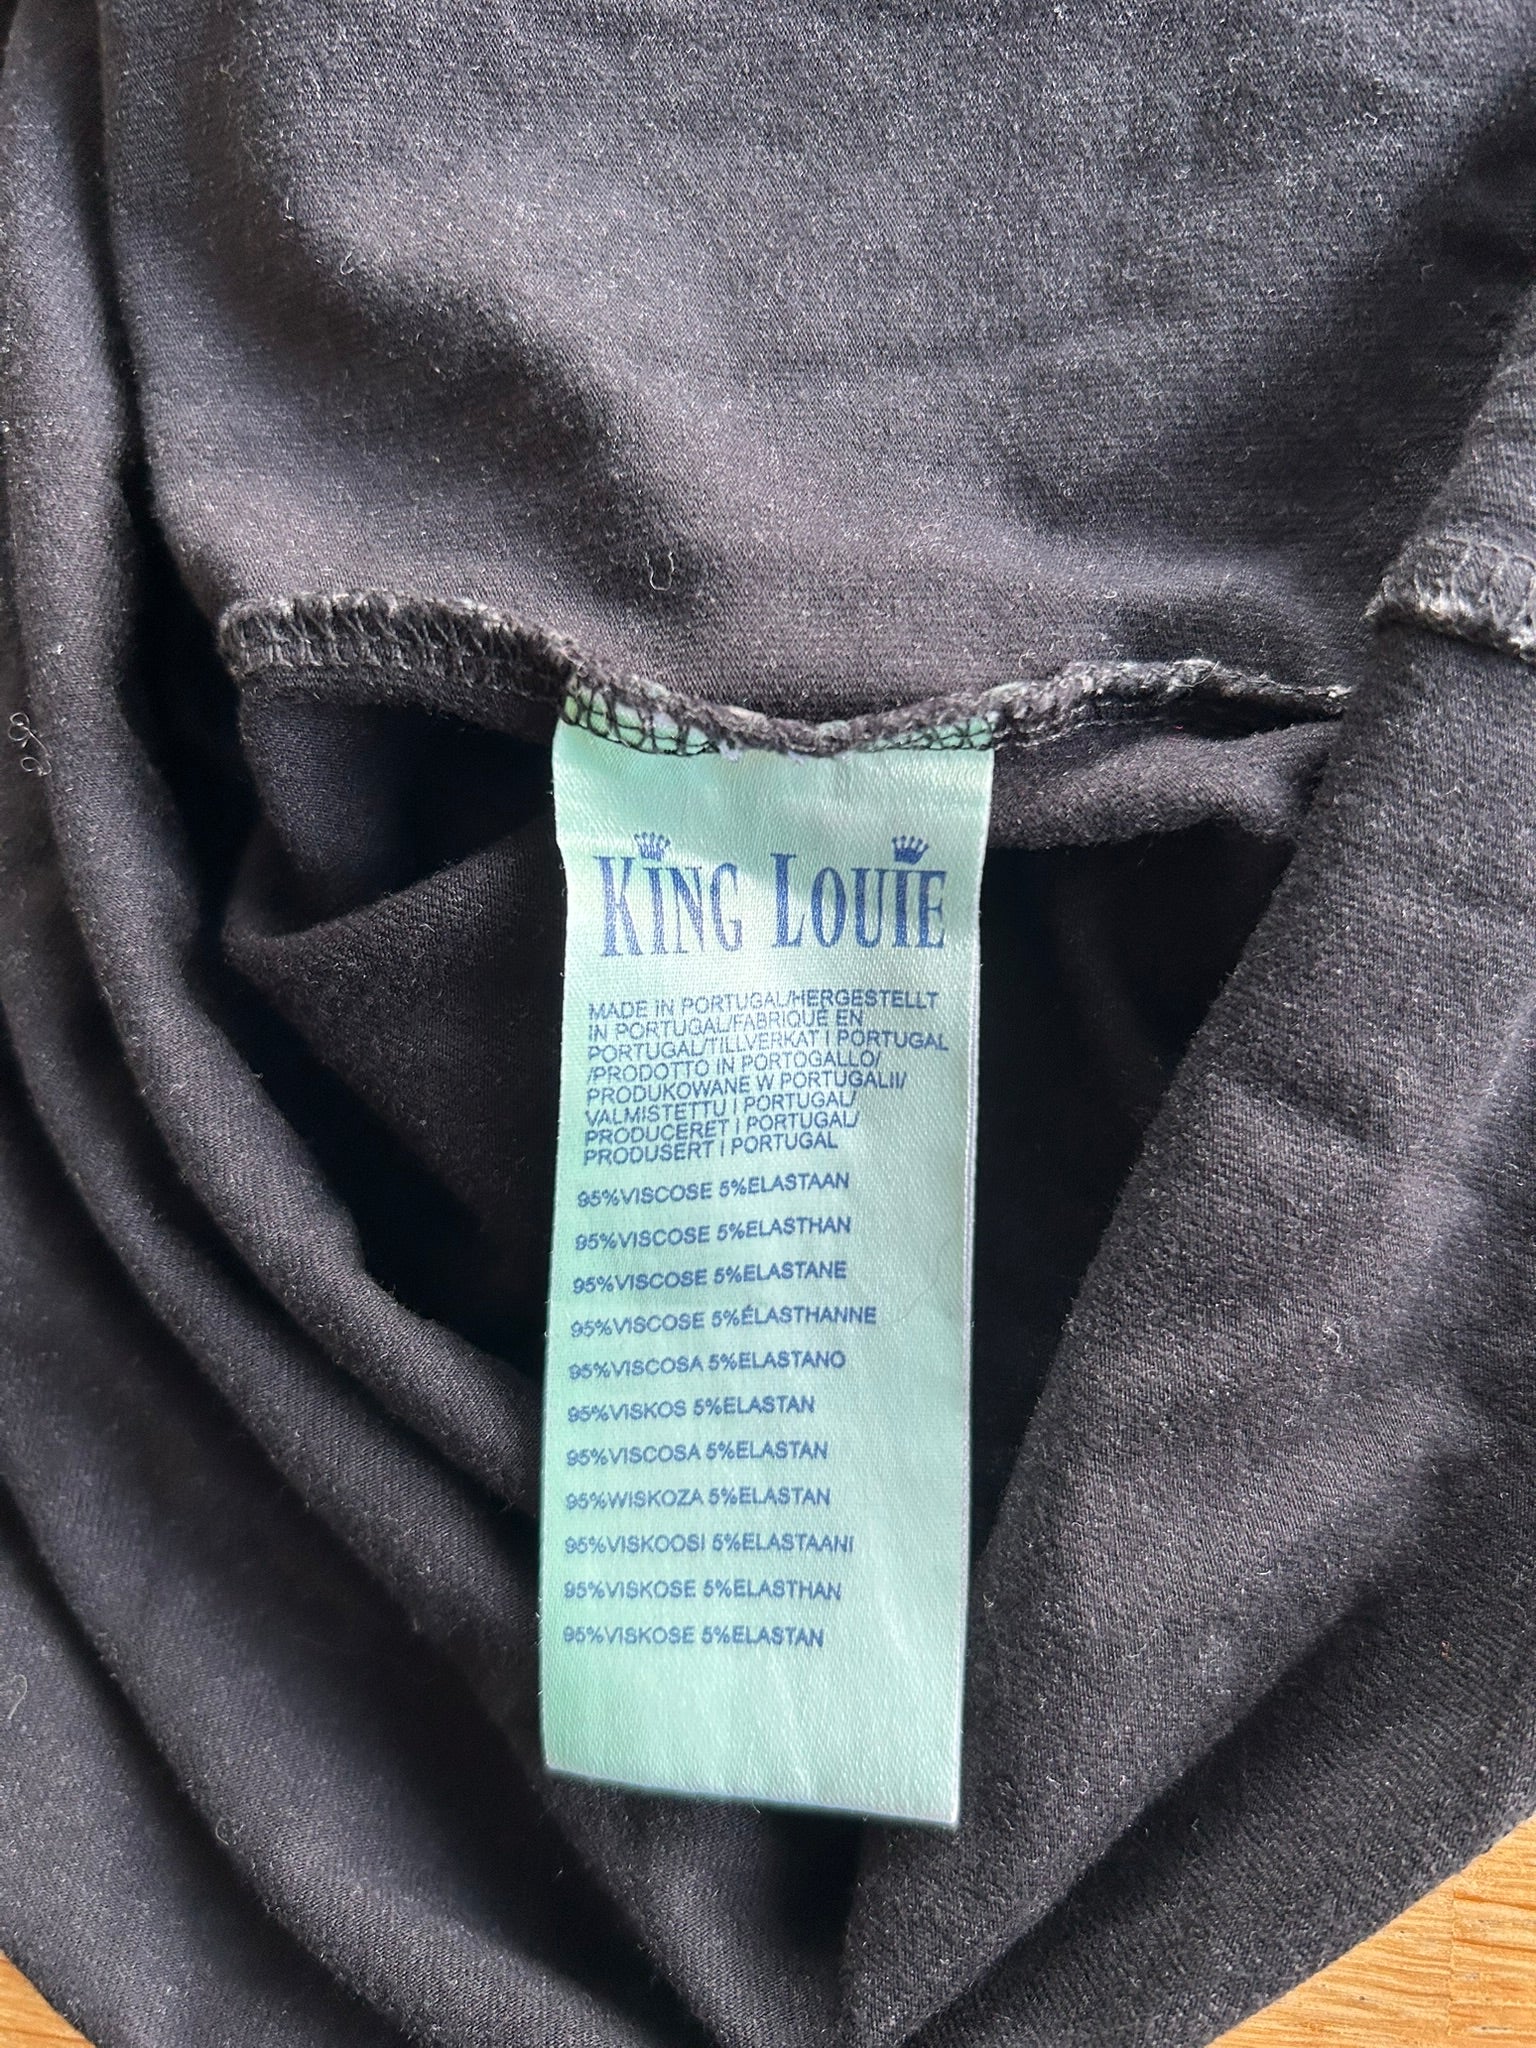 KING LOUIE
MADE IN PORTUGAL/HERGESTELLT
IN PORTUGAL/FABRIQUE EN
PORTUGAL/TILLVERKAT I PORTUGAL
/PRODOTTO IN PORTOGALLO/
PRODUKOWANE W PORTUGALII/
VALMISTETTU I PORTUGAL/
PRODUCERET I PORTUGAL/
PRODUSERT I PORTUGAL
95%VISCOSE 5%ELASTAAN
95%VISCOSE 5%ELASTHAN
95%VISCOSE 5%ELASTANE
95%VISCOSE 5%ÉLASTHANNE
95%VISCOSA 5%ELASTANO
95%VISKOS 5%ELASTAN
95%VISCOSA 5%ELASTAN
95%WISKOZA 5%ELASTAN
95%VISKOOSI 5%ELASTAANI
95%VISKOSE 5%ELASTHAN
95%VISKOSE 5%ELASTAN